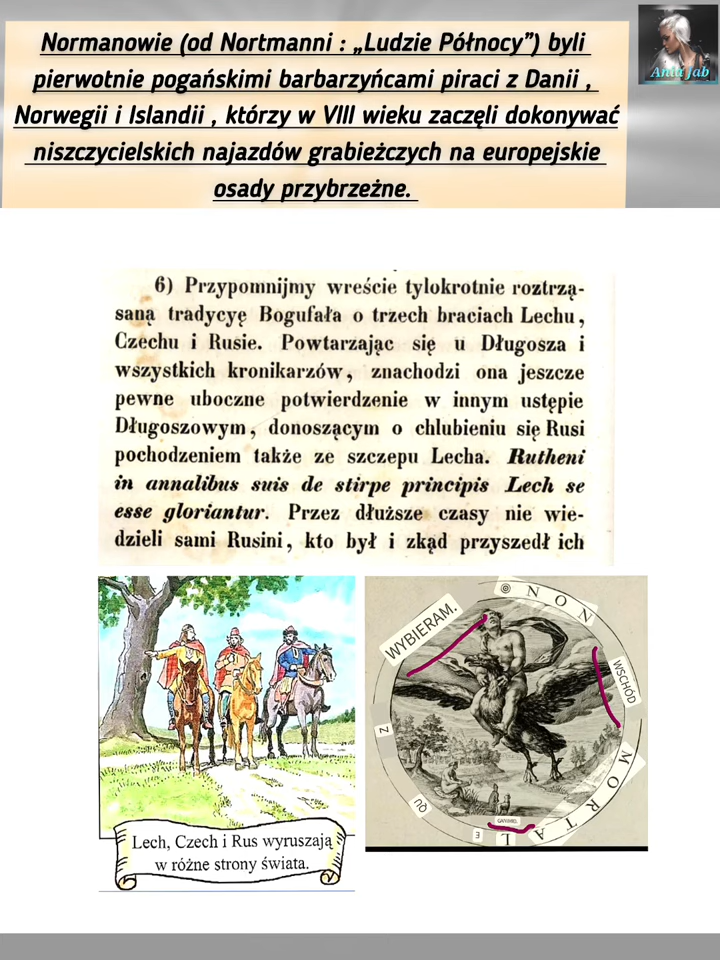 Normanowie (od Nortmanni : „Ludzie Północy”) byli
pierwotnie pogańskimi barbarzyńcami piraci z Danii ,
Norwegii i Islandii , którzy w VIII wieku zaczęli dokonywać
niszczycielskich najazdów grabieżczych na europejskie
osady przybrzeżne.
Ania jab
6) Przypomnijmy wreście tylokrotnie roztrzą-
saną tradycyę Bogufała o trzech braciach Lechu,
Czechu i Rusie. Powtarzając się u Długosza i
wszystkich kronikarzów, znachodzi ona jeszcze
pewne uboczne potwierdzenie w innym ustępie
Długoszowym, donoszącym o chlubieniu się Rusi
pochodzeniem także ze szczepu Lecha. Rutheni
in annalibus suis de stirpe principis Lech se
esse gloriantur. Przez dłuższe czasy nie wie-
dzieli sami Rusini, kto był i zkąd przyszedł ich
Lech, Czech i Rus wyruszają
w różne strony świata.
WYBIERAM.
NON
WSCHÓD
MORTAL
E
QU
Z